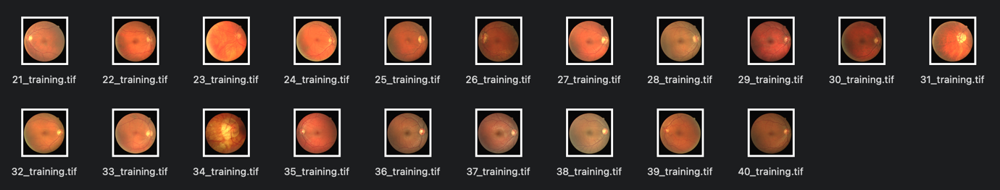 21_training.tif 22_training.tif 23_training.tif 24_training.tif 25_training.tif 26_training.tif 27_training.tif 28_training.tif 29_training.tif 30_training.tif 31_training.tif
32_training.tif 33_training.tif 34_training.tif 35_training.tif 36_training.tif 37_training.tif 38_training.tif 39_training.tif 40_training.tif